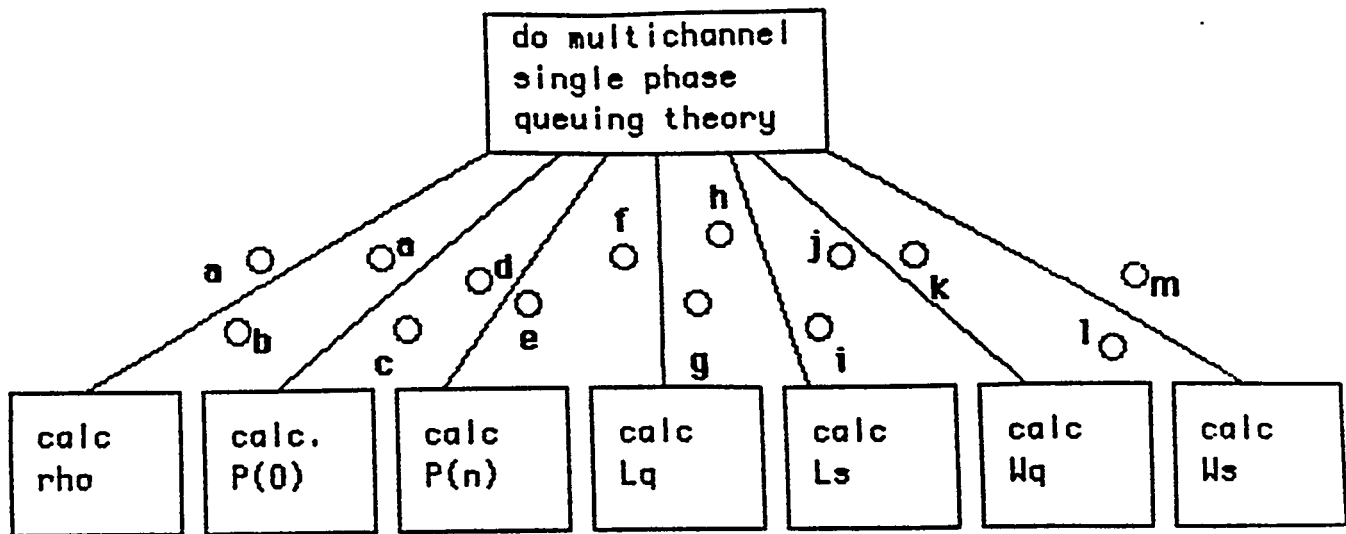 do multichannel
single phase
queuing theory
h
f
a
a
d
j
k
m
b
c
e
g
i
l
calc
rho
calc.
P(0)
calc
P(n)
calc
Lq
calc
Ls
calc
Wq
calc
Ws